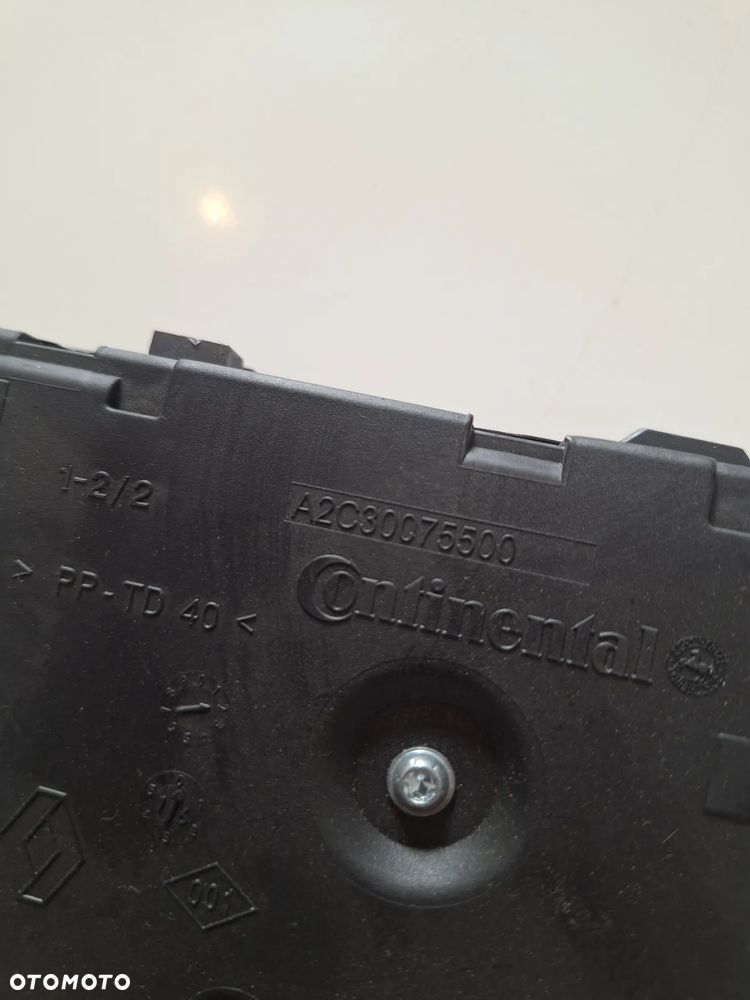 1-2/2
A2C30075500
Continental
> PP-TD 40 <
001
OTOMOTO